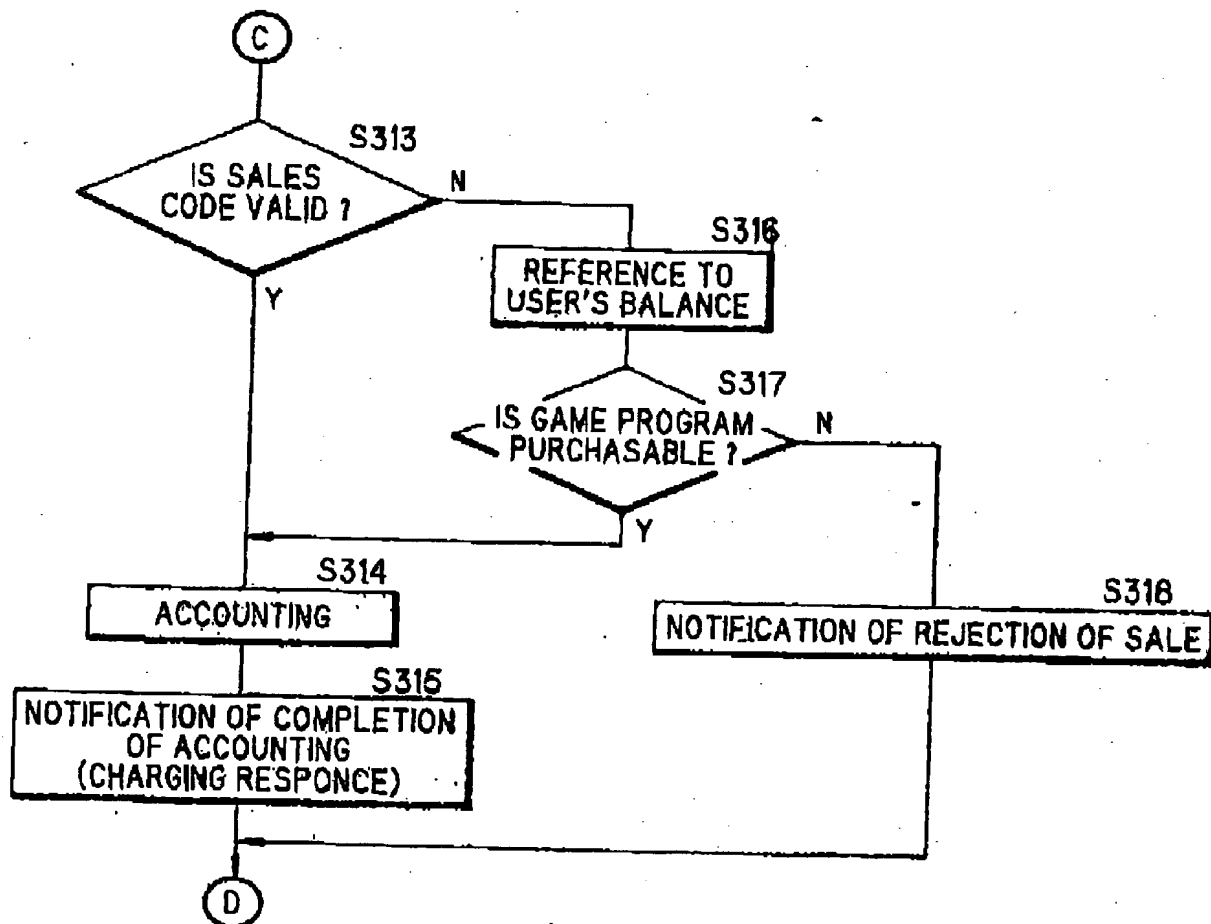 C
S313
IS SALES
CODE VALID ?
N
Y
S316
REFERENCE TO
USER'S BALANCE
S317
IS GAME PROGRAM
PURCHASABLE ?
N
Y
S314
ACCOUNTING
S318
NOTIFICATION OF REJECTION OF SALE
S315
NOTIFICATION OF COMPLETION
OF ACCOUNTING
(CHARGING RESPONCE)
D